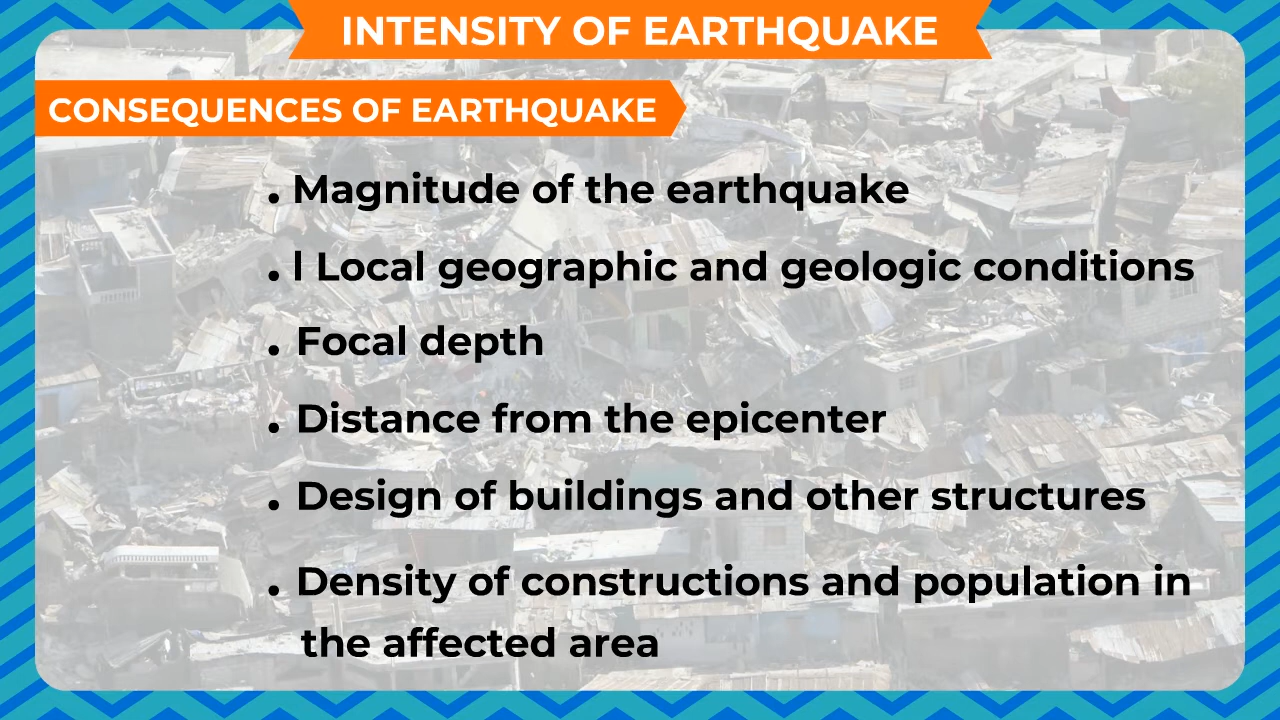 INTENSITY OF EARTHQUAKE
CONSEQUENCES OF EARTHQUAKE
. Magnitude of the earthquake
. l Local geographic and geologic conditions
. Focal depth
. Distance from the epicenter
. Design of buildings and other structures
. Density of constructions and population in
the affected area